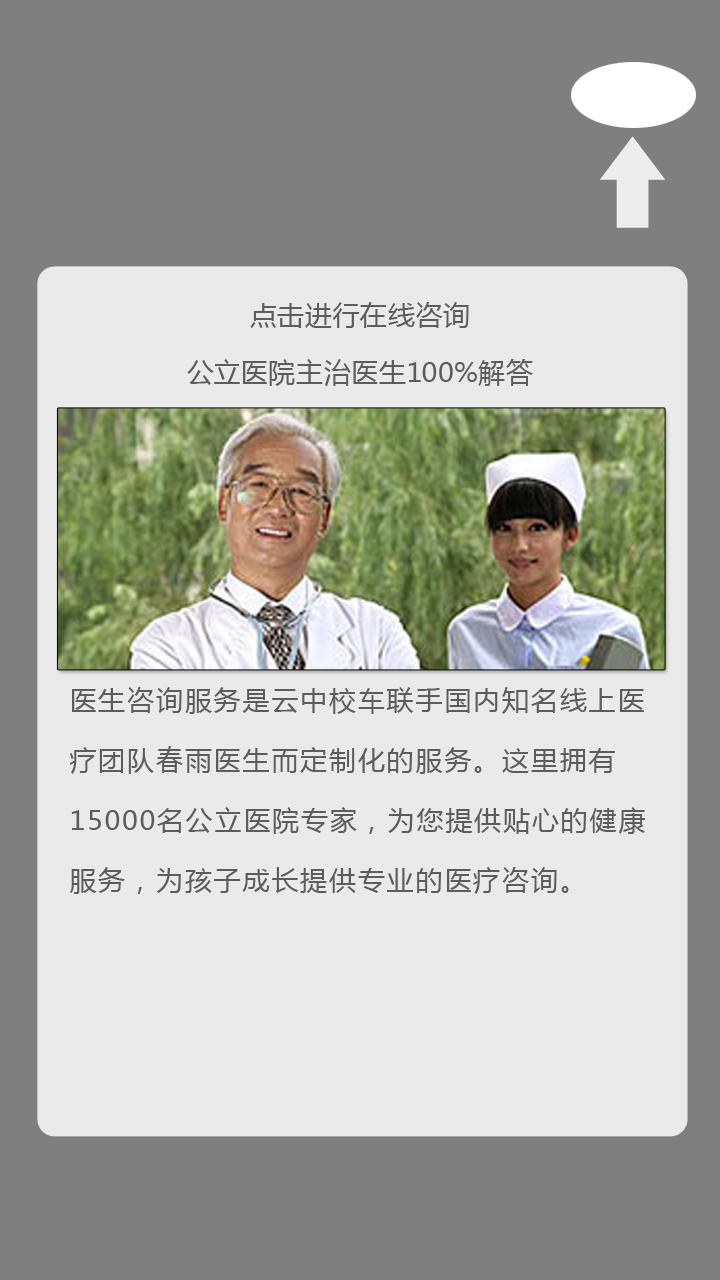 点击进行在线咨询
公立医院主治医生100%解答
医生咨询服务是云中校车联手国内知名线上医
疗团队春雨医生而定制化的服务。这里拥有
15000名公立医院专家，为您提供贴心的健康
服务，为孩子成长提供专业的医疗咨询。